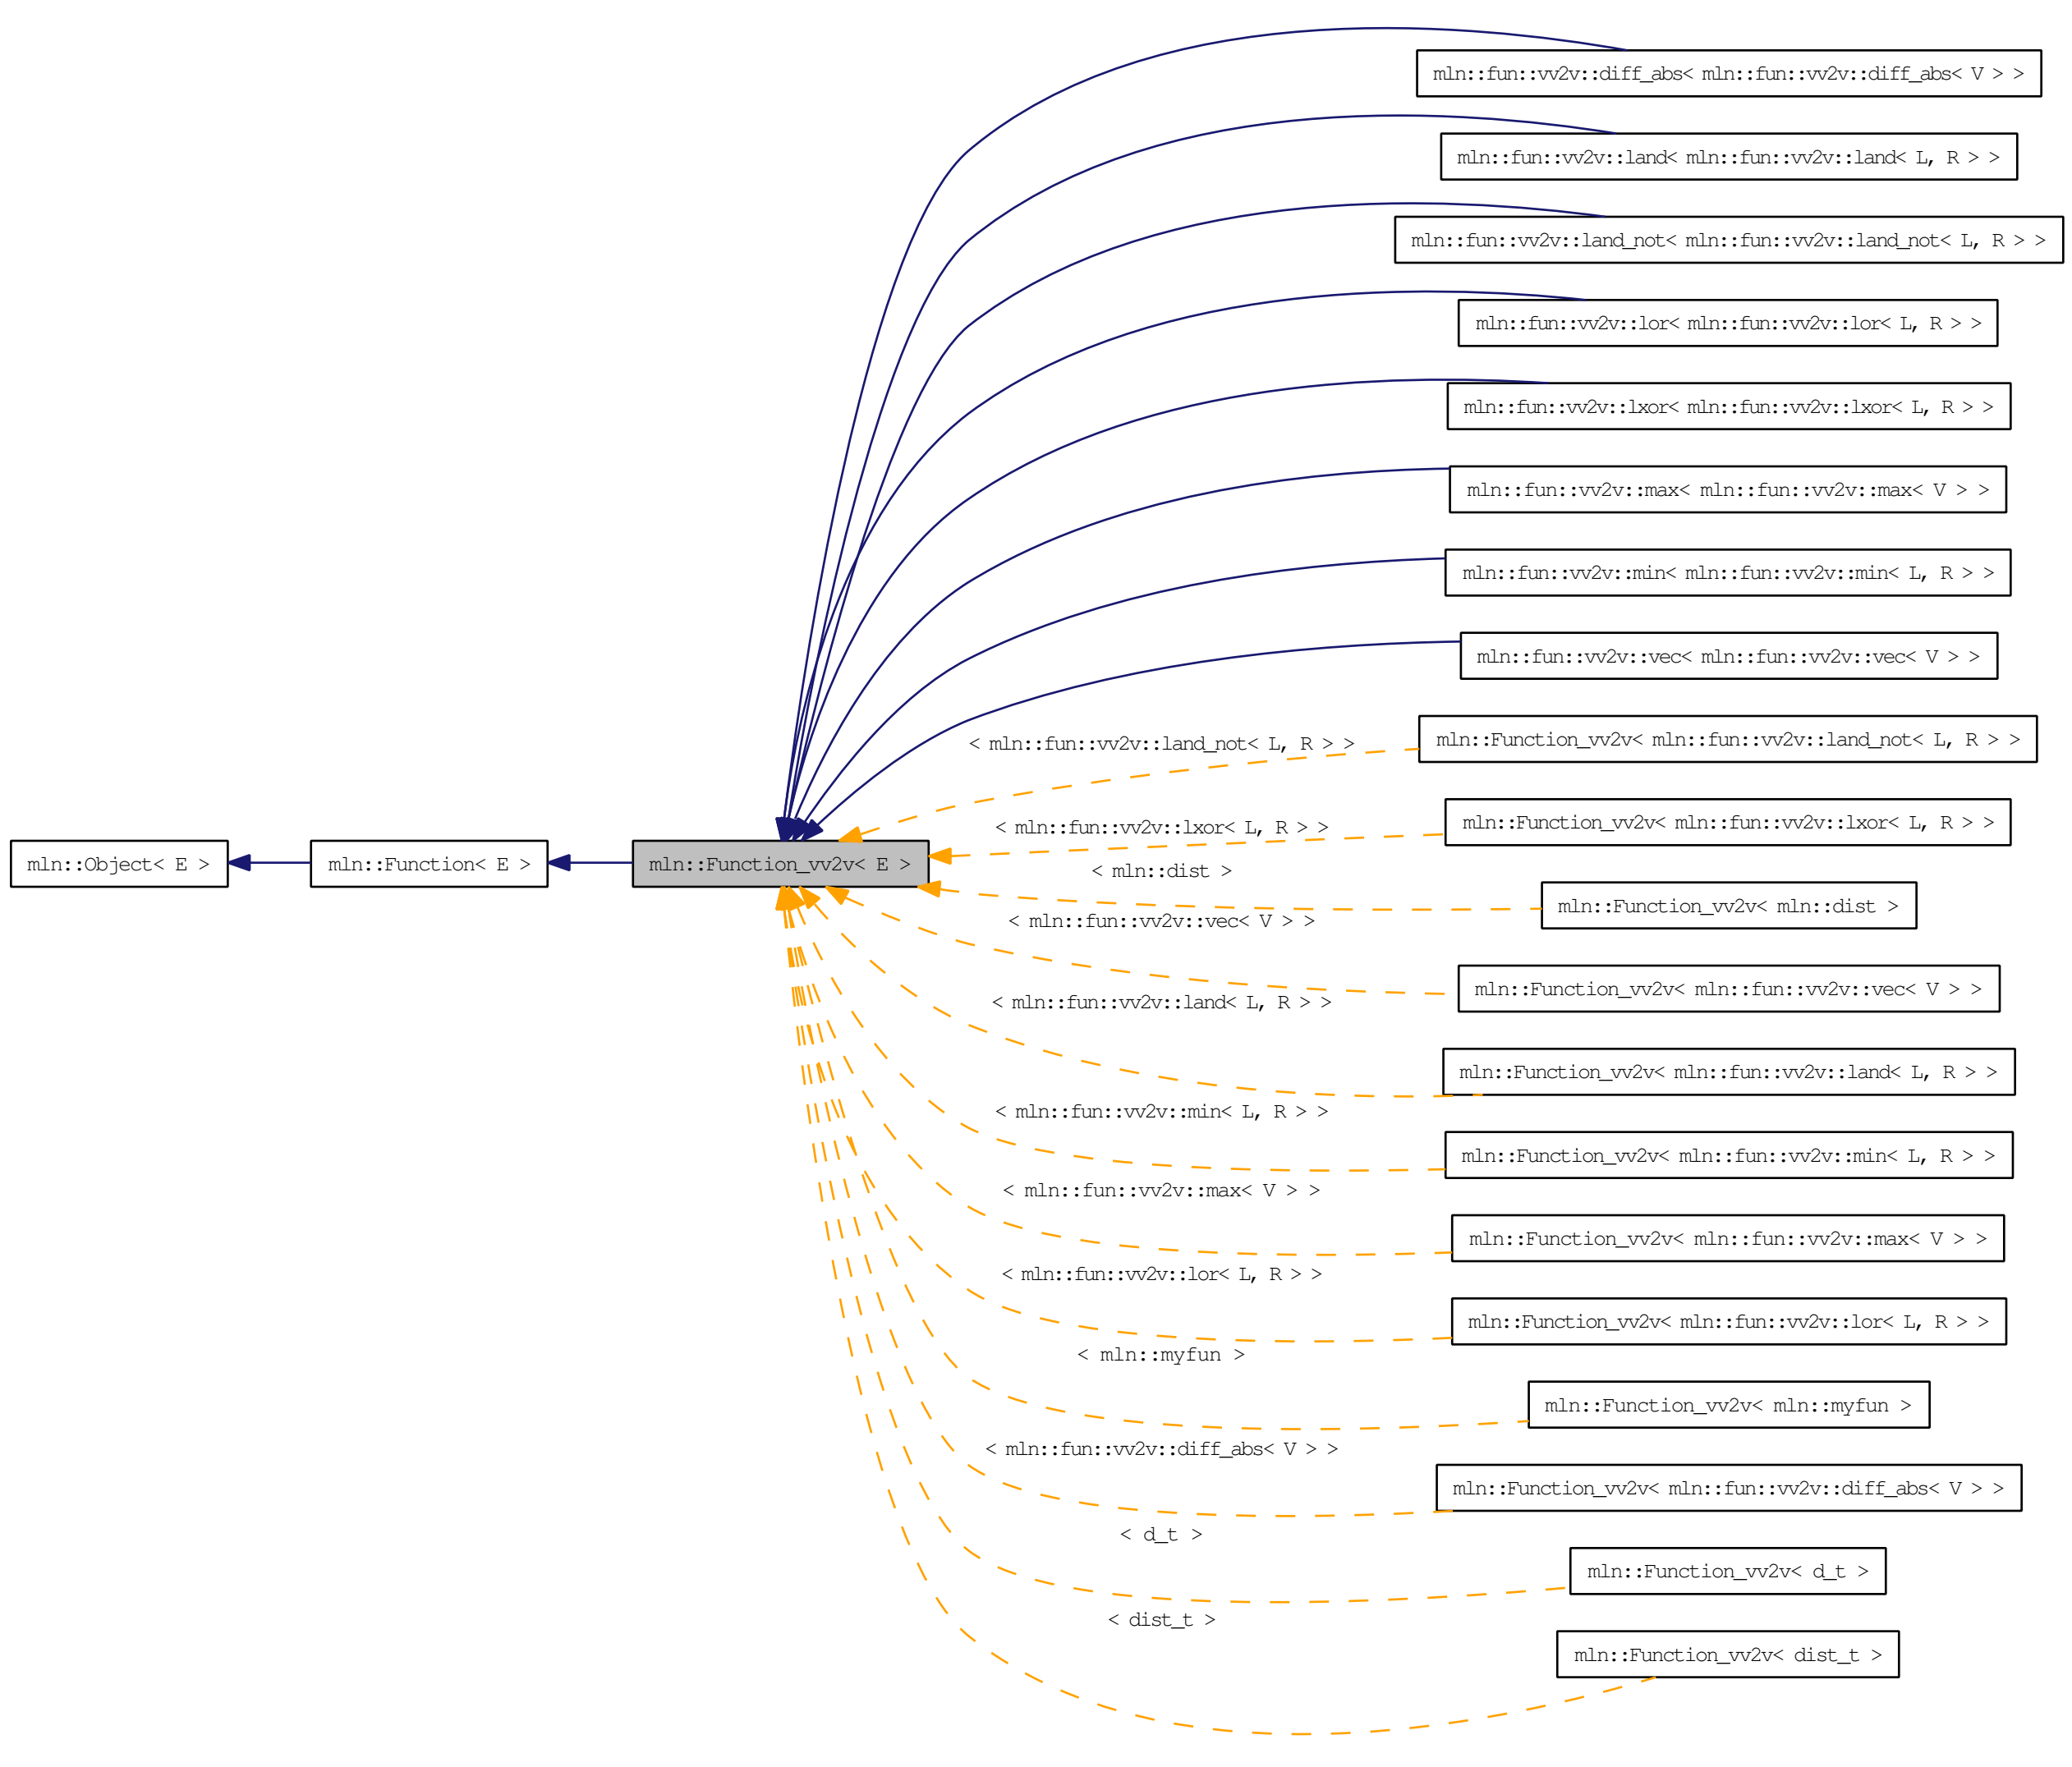 mln::fun::vv2v::diff_abs< mln::fun::vv2v::diff_abs< V > >
mln::fun::vv2v::land< mln::fun::vv2v::land< L, R > >
mln::fun::vv2v::land_not< mln::fun::vv2v::land_not< L, R > >
mln::fun::vv2v::lor< mln::fun::vv2v::lor< L, R > >
mln::fun::vv2v::lxor< mln::fun::vv2v::lxor< L, R > >
mln::fun::vv2v::max< mln::fun::vv2v::max< V > >
mln::fun::vv2v::min< mln::fun::vv2v::min< L, R > >
mln::fun::vv2v::vec< mln::fun::vv2v::vec< V > >
< mln::fun::vv2v::land_not< L, R > >
mln::Function_vv2v< mln::fun::vv2v::land_not< L, R > >
< mln::fun::vv2v::lxor< L, R > >
mln::Function_vv2v< mln::fun::vv2v::lxor< L, R > >
mln::Object< E >
mln::Function< E >
mln::Function_vv2v< E >
< mln::dist >
mln::Function_vv2v< mln::dist >
< mln::fun::vv2v::vec< V > >
mln::Function_vv2v< mln::fun::vv2v::vec< V > >
< mln::fun::vv2v::land< L, R > >
mln::Function_vv2v< mln::fun::vv2v::land< L, R > >
< mln::fun::vv2v::min< L, R > >
mln::Function_vv2v< mln::fun::vv2v::min< L, R > >
< mln::fun::vv2v::max< V > >
mln::Function_vv2v< mln::fun::vv2v::max< V > >
< mln::fun::vv2v::lor< L, R > >
mln::Function_vv2v< mln::fun::vv2v::lor< L, R > >
< mln::myfun >
mln::Function_vv2v< mln::myfun >
< mln::fun::vv2v::diff_abs< V > >
mln::Function_vv2v< mln::fun::vv2v::diff_abs< V > >
< d_t >
mln::Function_vv2v< d_t >
< dist_t >
mln::Function_vv2v< dist_t >